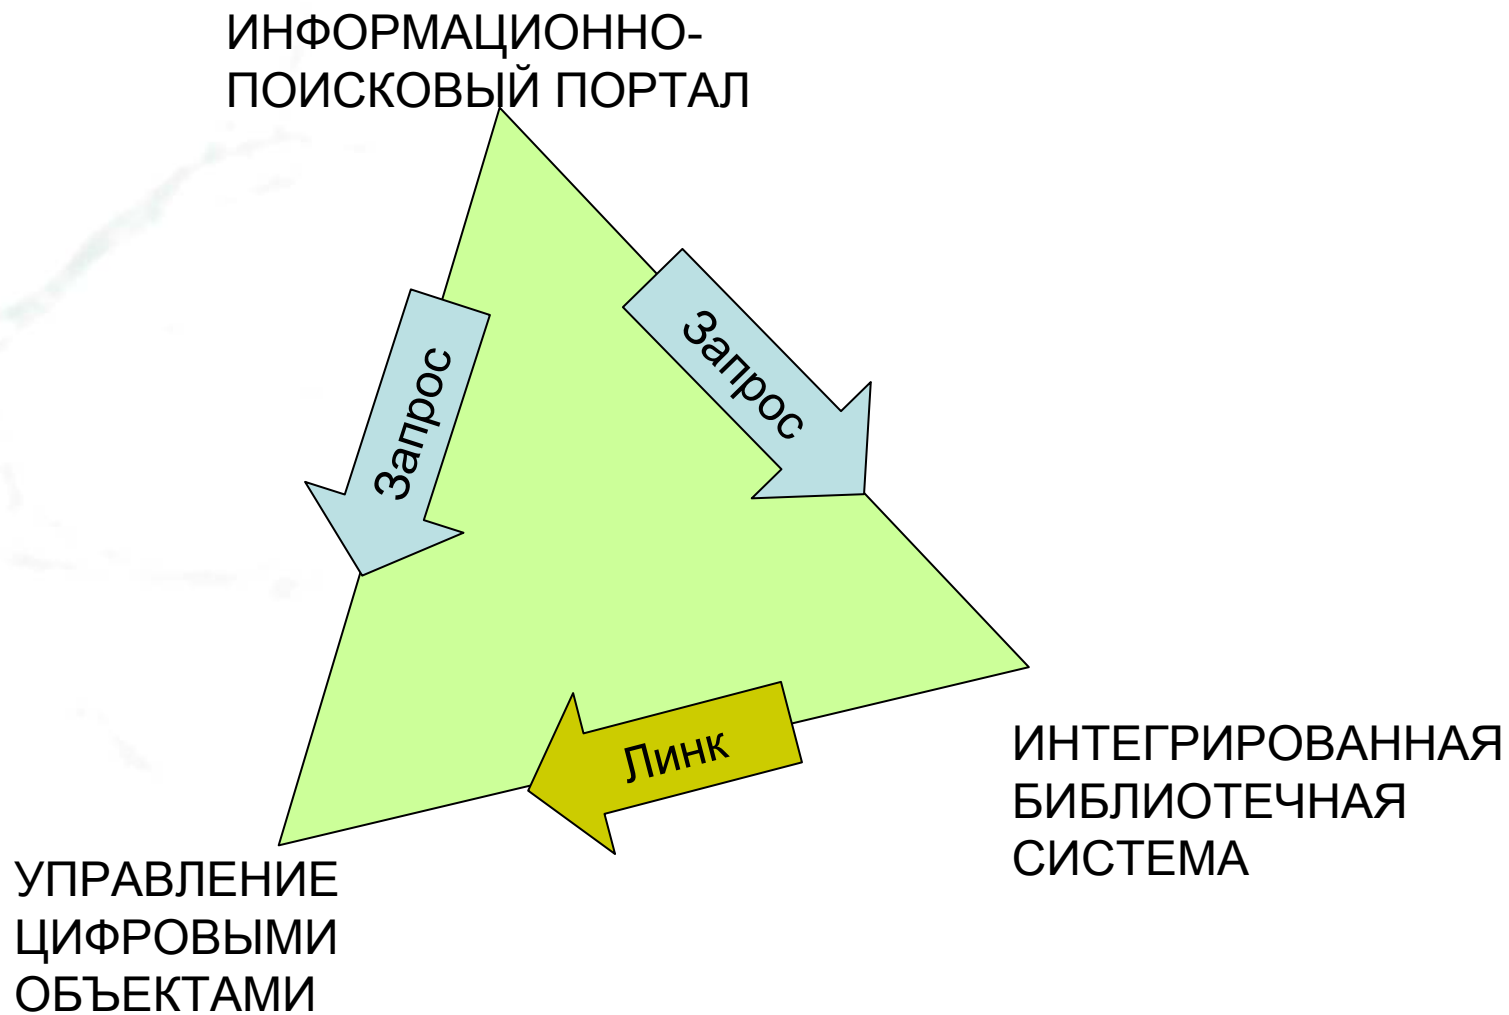 ИНФОРМАЦИОННО-
ПОИСКОВЫЙ ПОРТАЛ
Запрос
Запрос
Линк
ИНТЕГРИРОВАННАЯ
БИБЛИОТЕЧНАЯ
СИСТЕМА
УПРАВЛЕНИЕ
ЦИФРОВЫМИ
ОБЪЕКТАМИ